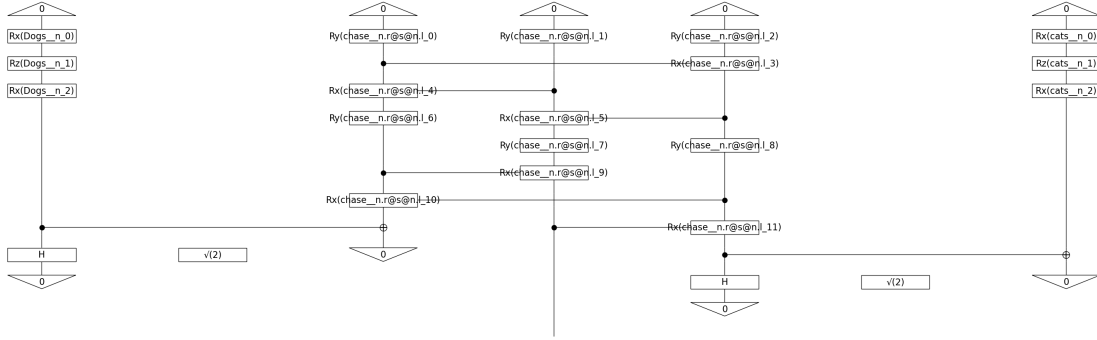 0 0 0 0 0
Rx(Dogs__n_0) Ry(chase__n.r@s@n.l_0) Ry(chase__n.r@s@n.l_1) Ry(chase__n.r@s@n.l_2) Rx(cats__n_0)
Rz(Dogs__n_1) Rx(chase__n.r@s@n.l_3) Rz(cats__n_1)
Rx(Dogs__n_2) Rx(chase__n.r@s@n.l_4) Rx(cats__n_2)
Ry(chase__n.r@s@n.l_6) Rx(chase__n.r@s@n.l_5)
Ry(chase__n.r@s@n.l_7) Ry(chase__n.r@s@n.l_8)
Rx(chase__n.r@s@n.l_9)
Rx(chase__n.r@s@n.l_10)
Rx(chase__n.r@s@n.l_11)
H √(2) 0
0 H √(2) 0
0